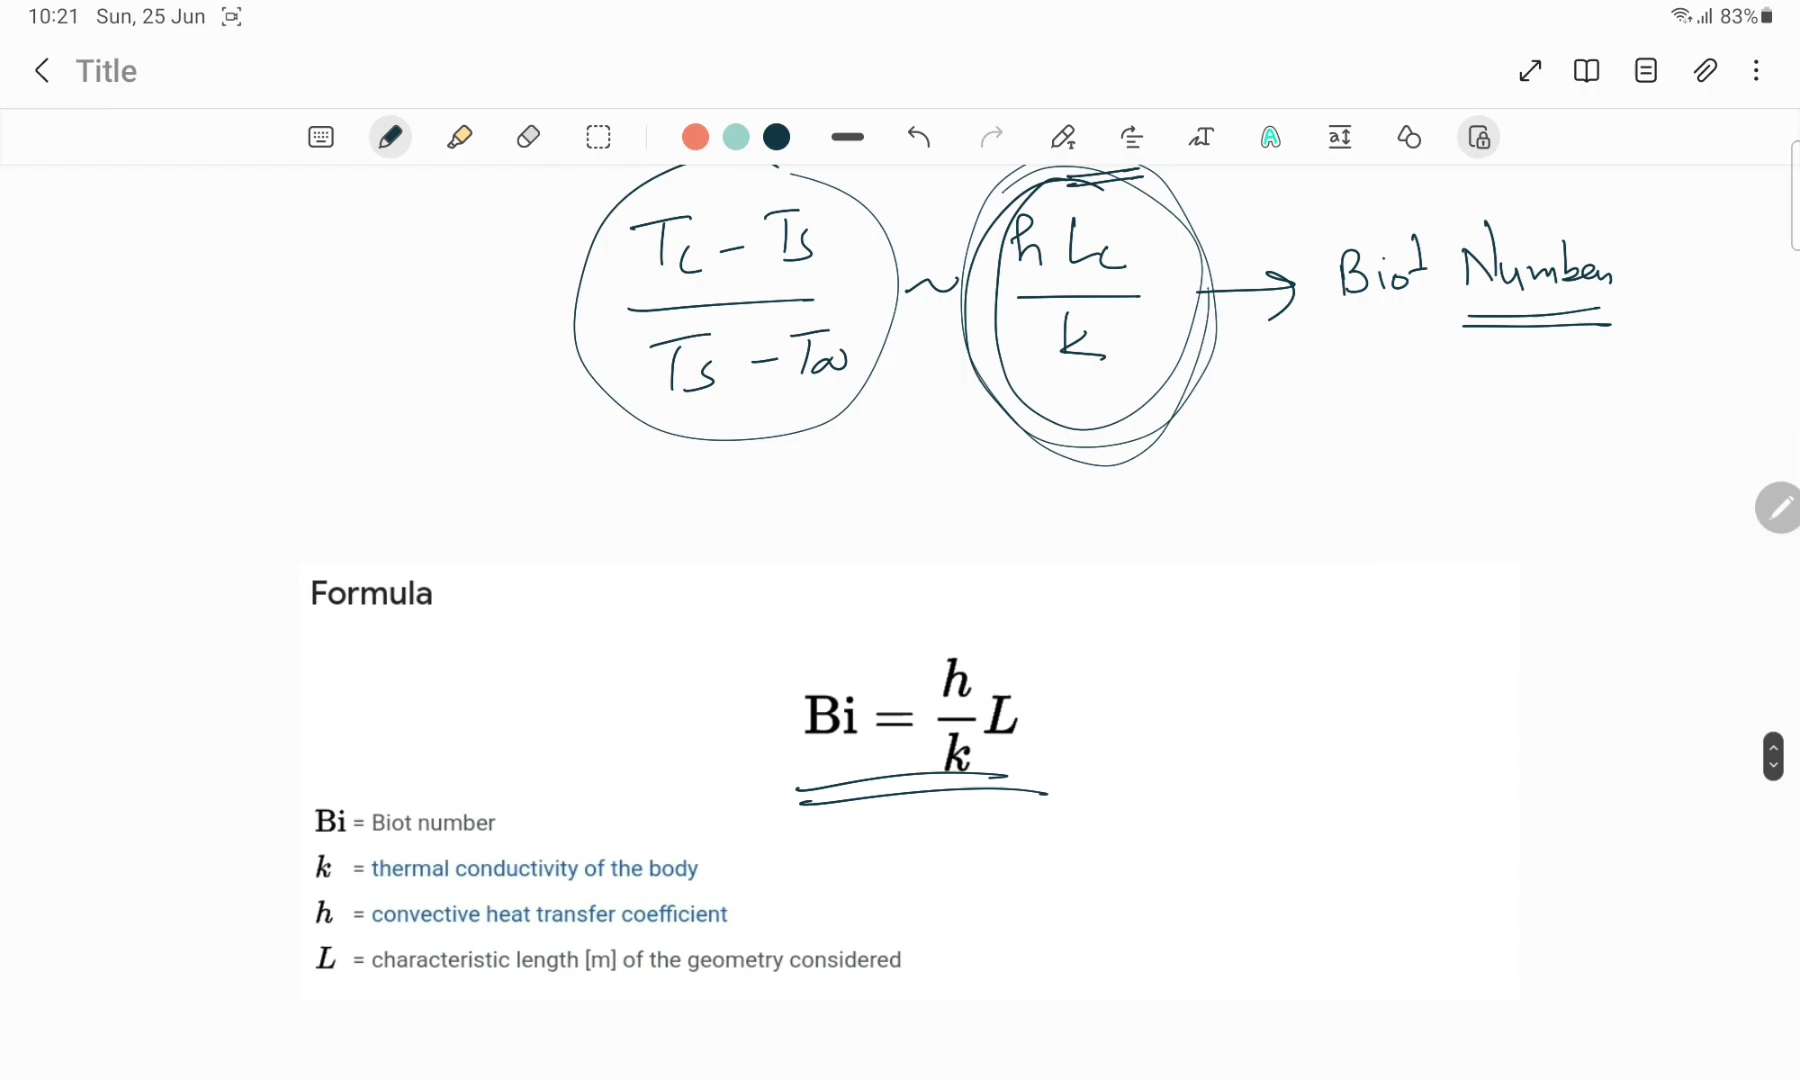 10:21 Sun, 25 Jun 83%
Title
Tc - Ts
Ts - T∞
~
h Lc
k
→ Biot Number
Formula
Bi = h/k L
Bi = Biot number
k = thermal conductivity of the body
h = convective heat transfer coefficient
L = characteristic length [m] of the geometry considered